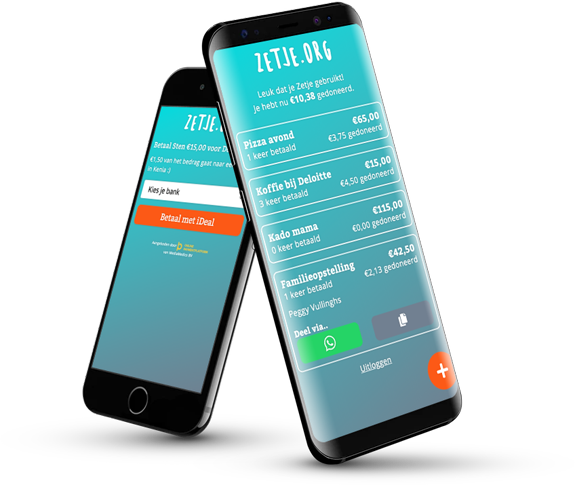 ZETJE.ORG
Leuk dat je Zetje gebruikt!
Je hebt nu €10,38 gedoneerd.
Pizza avond €65,00
1 keer betaald €3,75 gedoneerd
Koffie bij Deloitte €15,00
3 keer betaald €4,50 gedoneerd
Kado mama €115,00
0 keer betaald €0,00 gedoneerd
Familieopstelling €42,50
1 keer betaald €2,13 gedoneerd
Peggy Vullinghs
Deel via..
Uitloggen
ZETJE.
Betaal Sten €15,00 voor
€1,50 van het bedrag gaat naar
in Kenia :)
Kies je bank
Betaal met iDeal